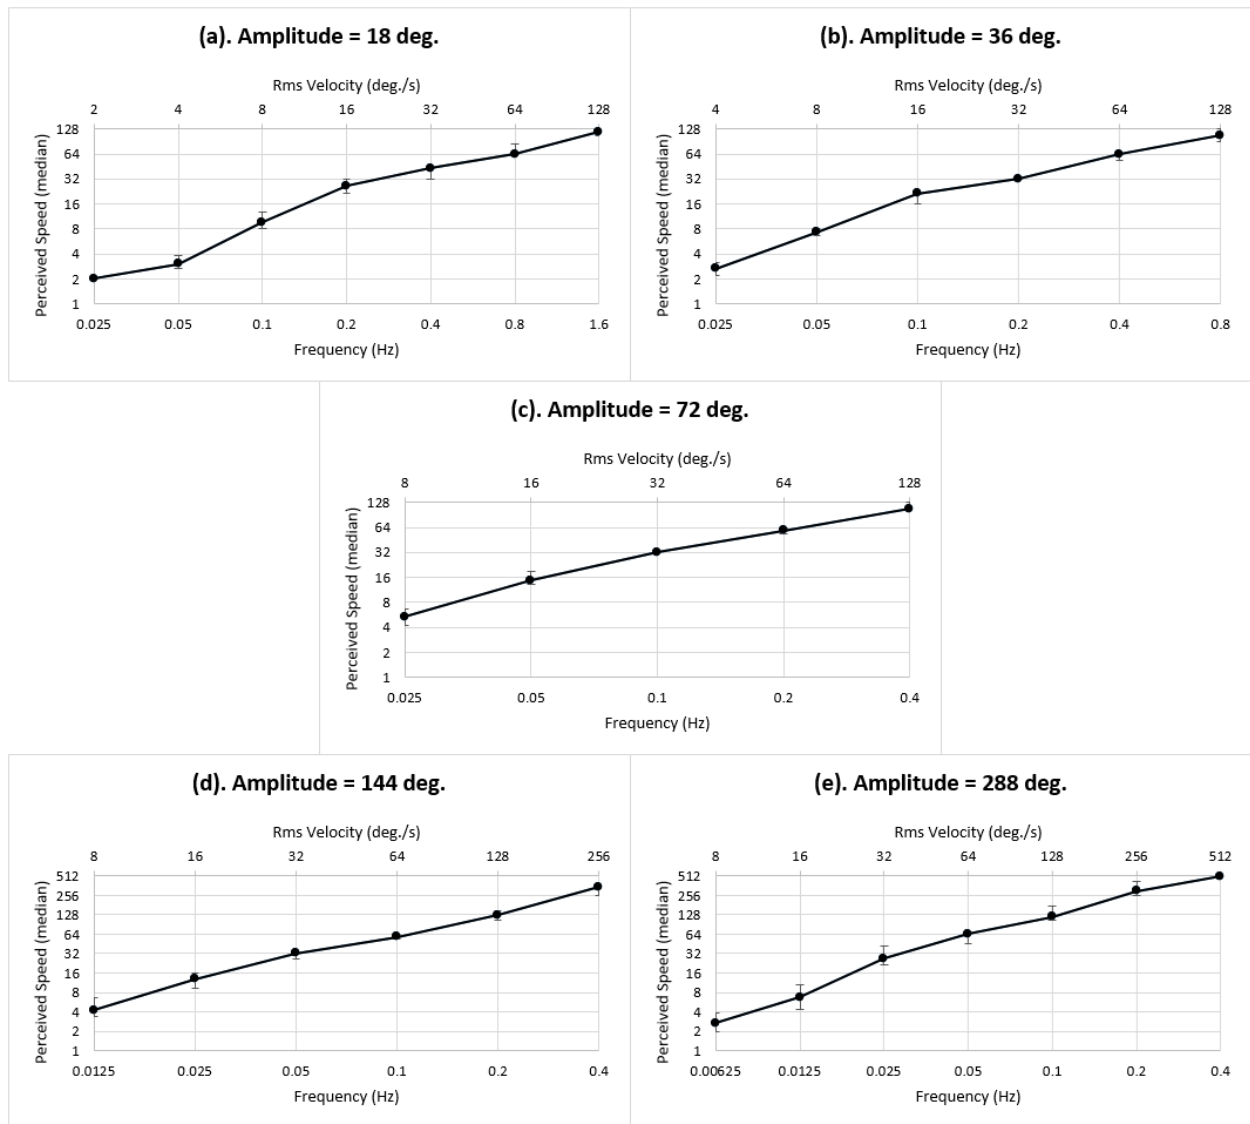 (a). Amplitude = 18 deg.
Rms Velocity (deg./s)
2 4 8 16 32 64 128
Perceived Speed (median)
128
64
32
16
8
4
2
1
0.025 0.05 0.1 0.2 0.4 0.8 1.6
Frequency (Hz)
(b). Amplitude = 36 deg.
Rms Velocity (deg./s)
4 8 16 32 64 128
Perceived Speed (median)
128
64
32
16
8
4
2
1
0.025 0.05 0.1 0.2 0.4 0.8
Frequency (Hz)
(c). Amplitude = 72 deg.
Rms Velocity (deg./s)
8 16 32 64 128
Perceived Speed (median)
128
64
32
16
8
4
2
1
0.025 0.05 0.1 0.2 0.4
Frequency (Hz)
(d). Amplitude = 144 deg.
Rms Velocity (deg./s)
8 16 32 64 128 256
Perceived Speed (median)
512
256
128
64
32
16
8
4
2
1
0.0125 0.025 0.05 0.1 0.2 0.4
Frequency (Hz)
(e). Amplitude = 288 deg.
Rms Velocity (deg./s)
8 16 32 64 128 256 512
Perceived Speed (median)
512
256
128
64
32
16
8
4
2
1
0.00625 0.0125 0.025 0.05 0.1 0.2 0.4
Frequency (Hz)